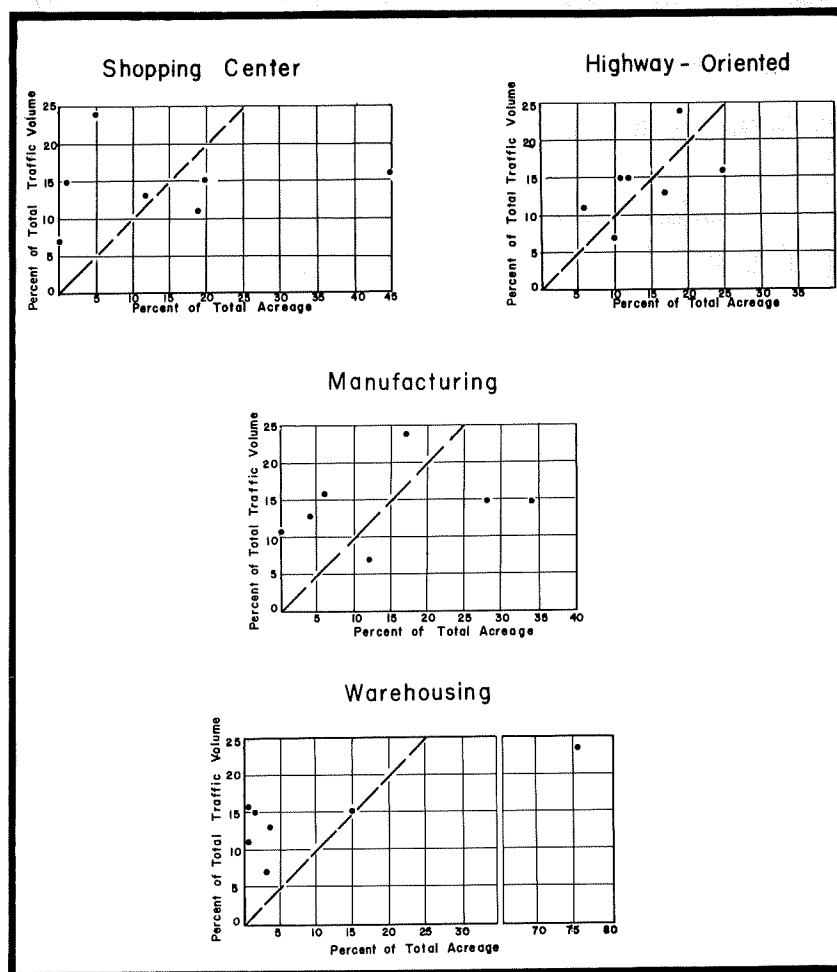 Shopping Center
Percent of Total Traffic Volume
25
20
15
10
5
0
5 10 15 20 25 30 35 40 45
Percent of Total Acreage
Highway - Oriented
Percent of Total Traffic Volume
25
20
15
10
5
0
5 10 15 20 25 30 35
Percent of Total Acreage
Manufacturing
Percent of Total Traffic Volume
25
20
15
10
5
0
5 10 15 20 25 30 35 40
Percent of Total Acreage
Warehousing
Percent of Total Traffic Volume
25
20
15
10
5
0
5 10 15 20 25 30 70 75 80
Percent of Total Acreage